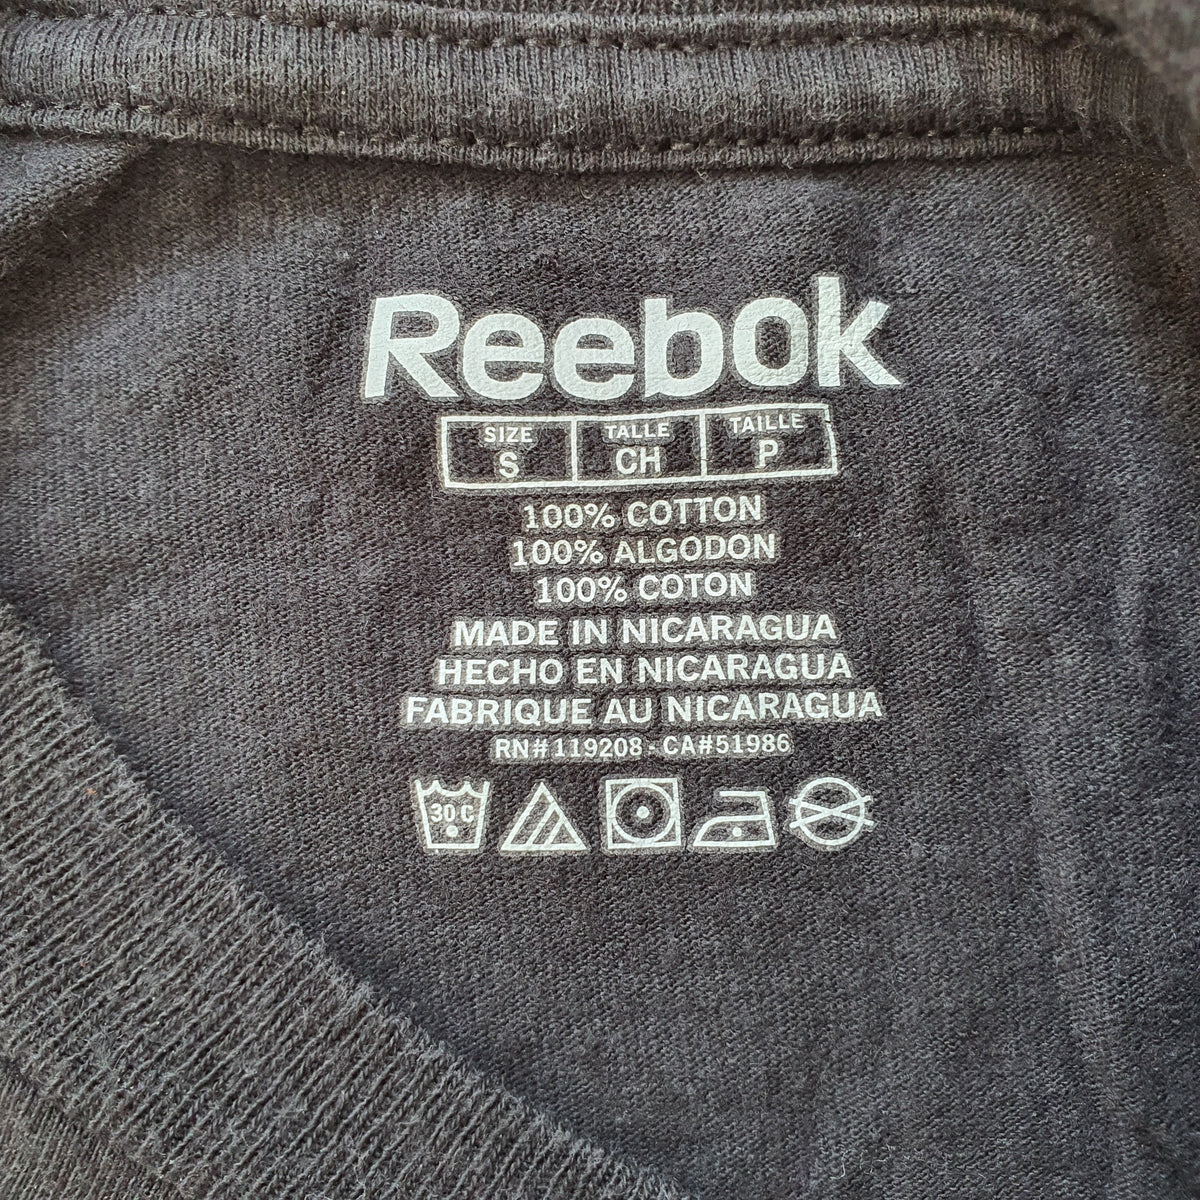 Reebok
SIZE TALLE TAILLE
S CH P
100% COTTON
100% ALGODON
100% COTON
MADE IN NICARAGUA
HECHO EN NICARAGUA
FABRIQUE AU NICARAGUA
RN#119208 - CA#51986
30 C